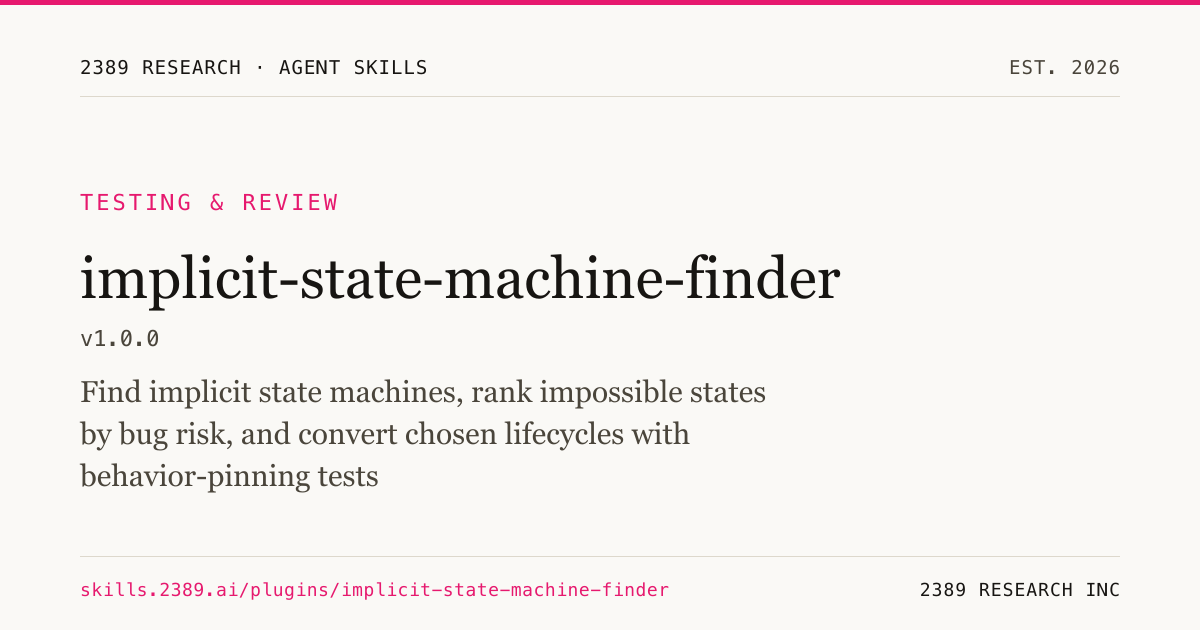 2389 RESEARCH · AGENT SKILLS
EST. 2026
TESTING & REVIEW
implicit-state-machine-finder
v1.0.0
Find implicit state machines, rank impossible states
by bug risk, and convert chosen lifecycles with
behavior-pinning tests
skills.2389.ai/plugins/implicit-state-machine-finder
2389 RESEARCH INC